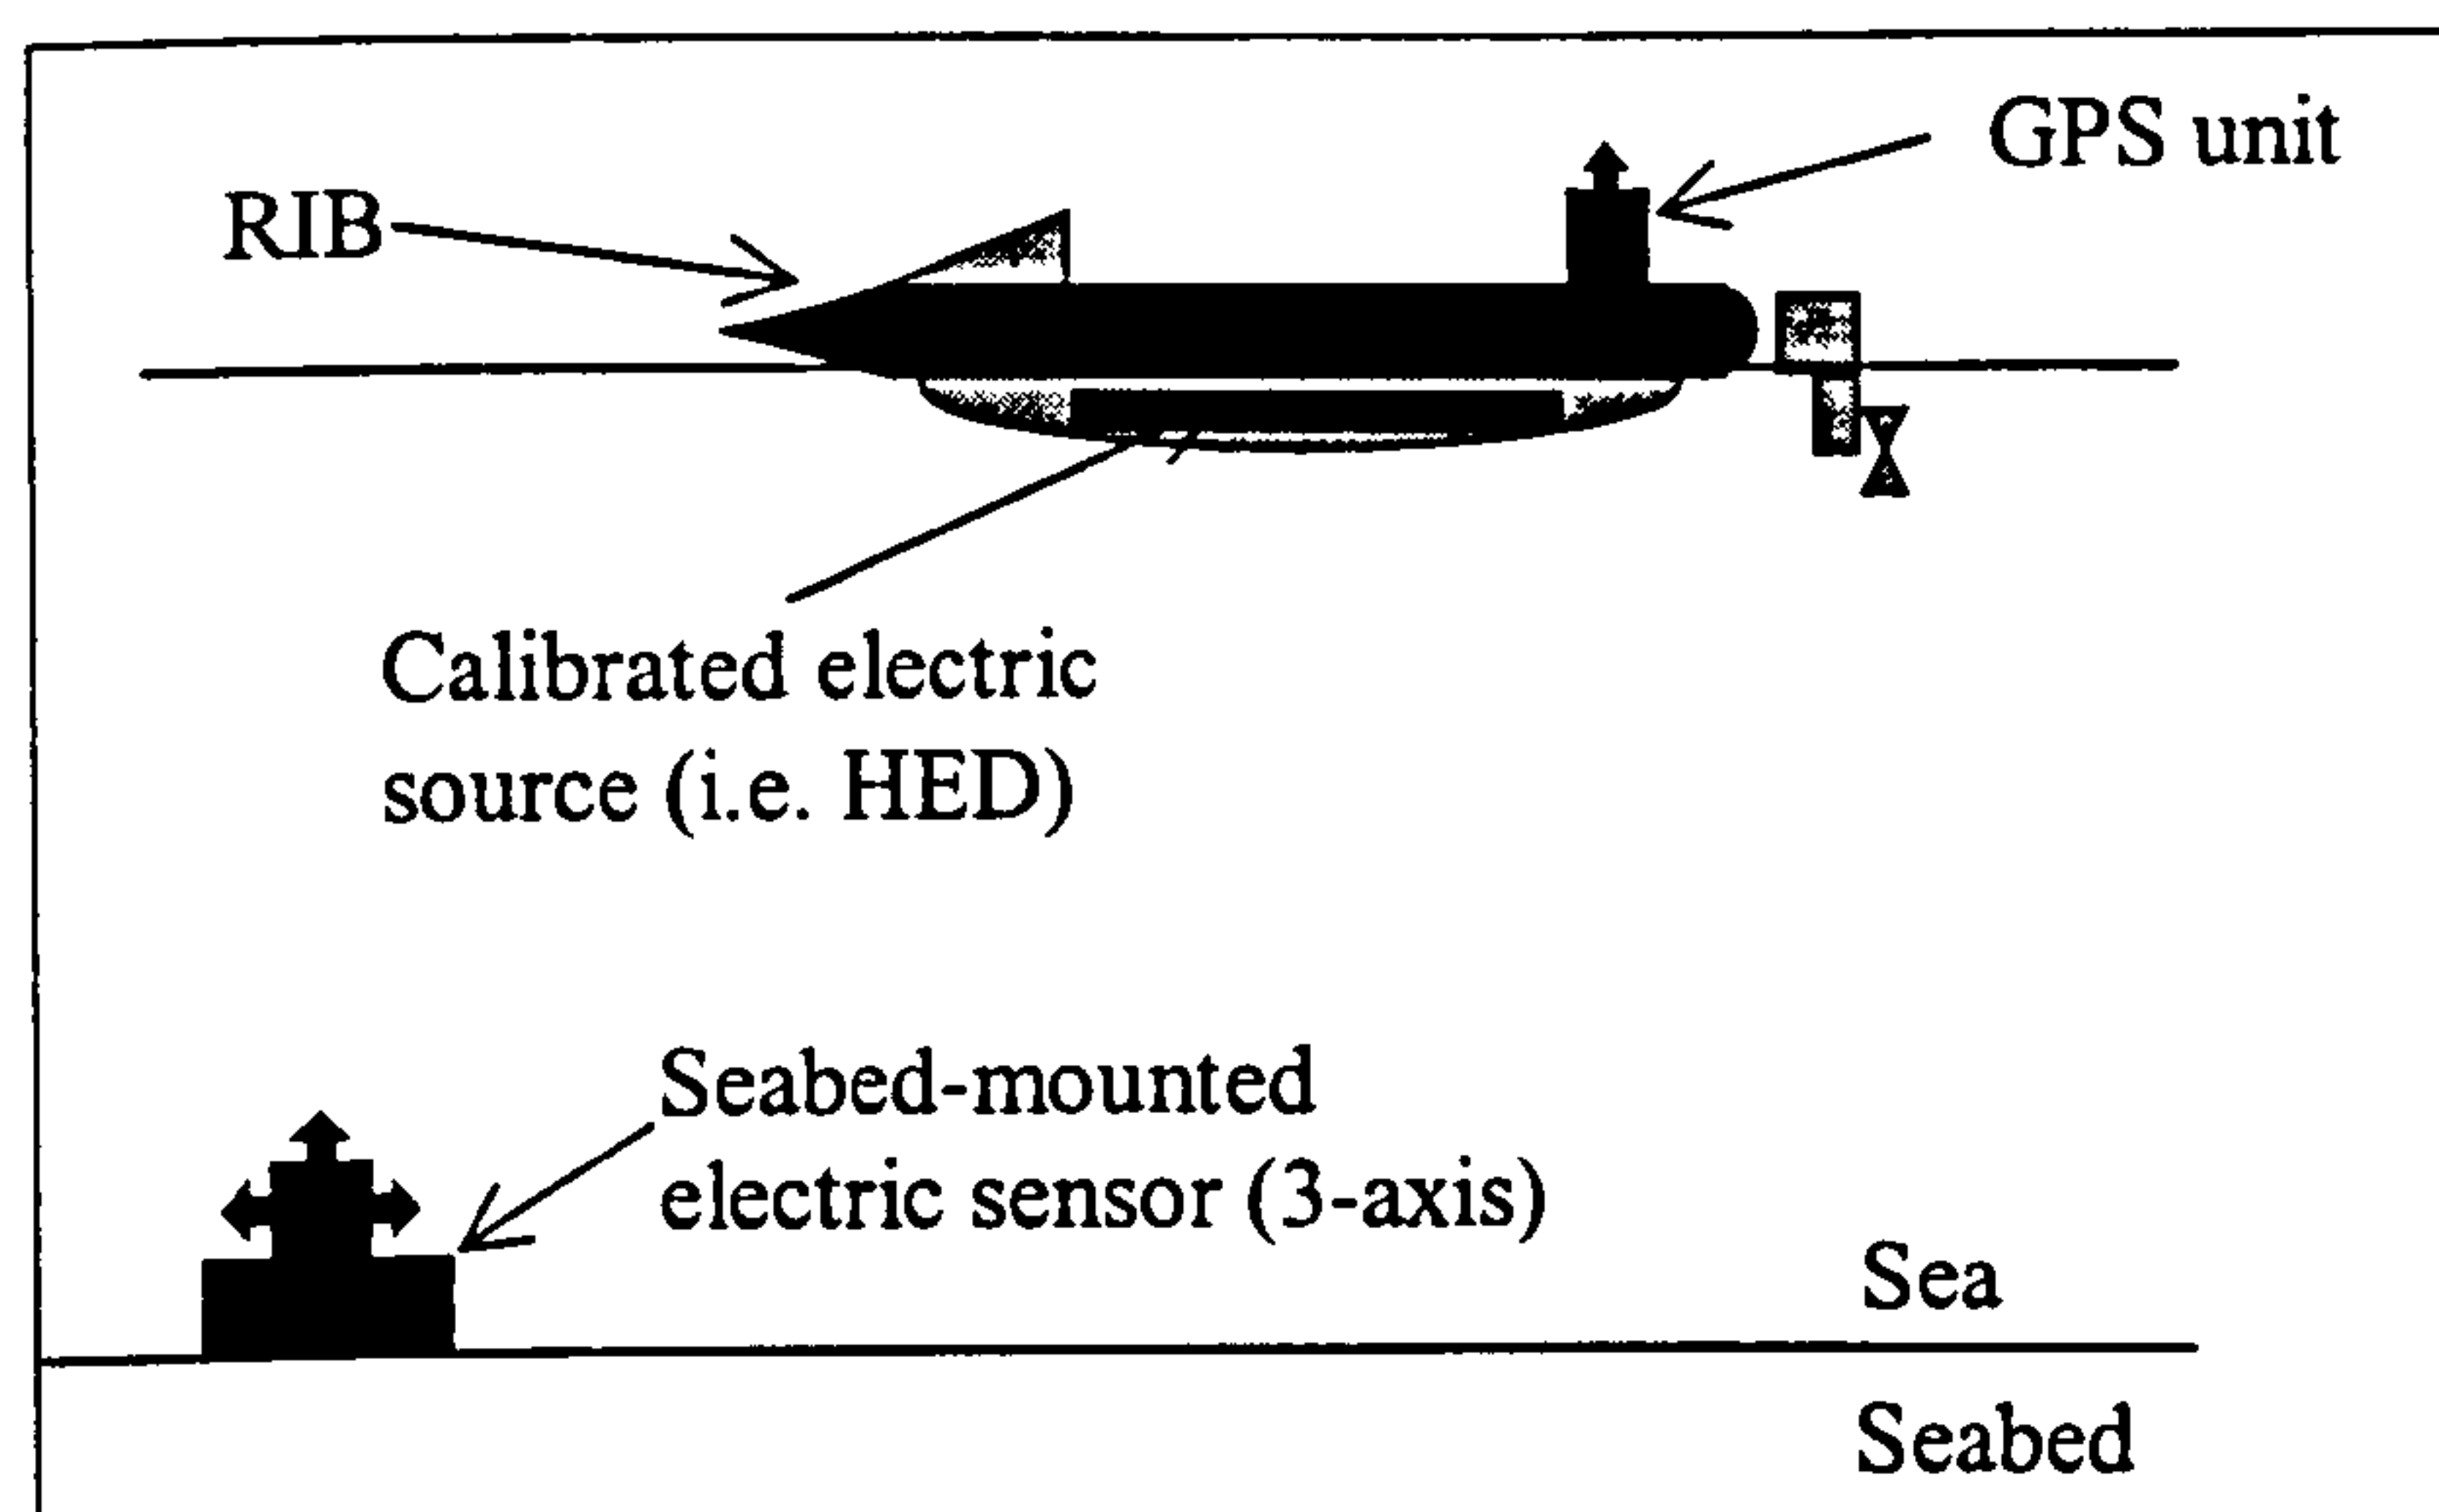 GPS unit
RIB
Calibrated electric
source (i.e. HED)
Seabed-mounted
electric sensor (3-axis)
Sea
Seabed